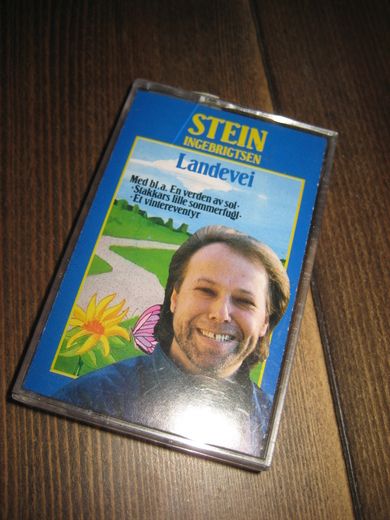 STEIN
INGEBRIGTSEN
Landevei
Med bl.a. En verden av sol-
·Stakkars lille sommerfugl·
·Et vintereventyr